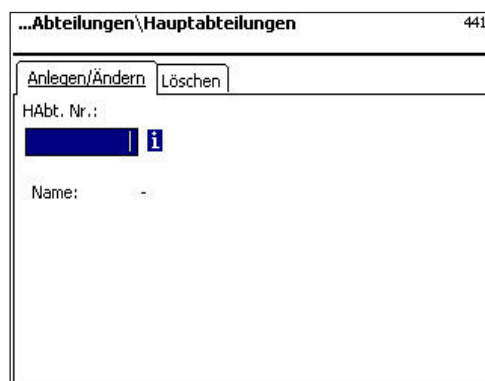 ...Abteilungen\Hauptabteilungen 441
Anlegen/Ändern Löschen
HAbt. Nr.:
i
Name: -